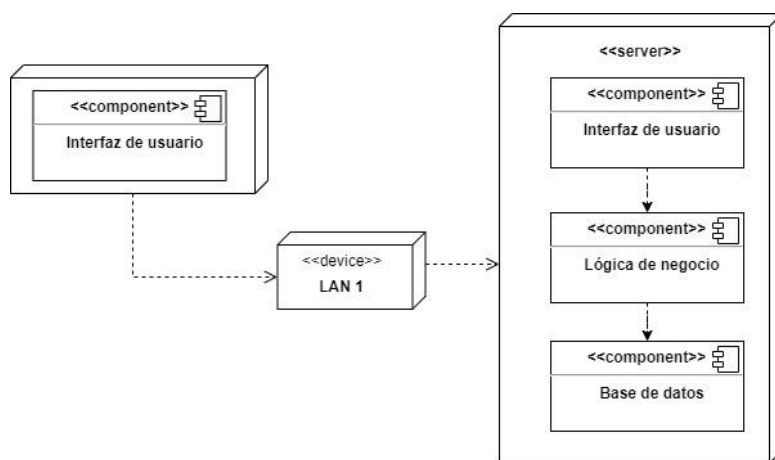 <<component>>
Interfaz de usuario
<<device>>
LAN 1
<<server>>
<<component>>
Interfaz de usuario
<<component>>
Lógica de negocio
<<component>>
Base de datos